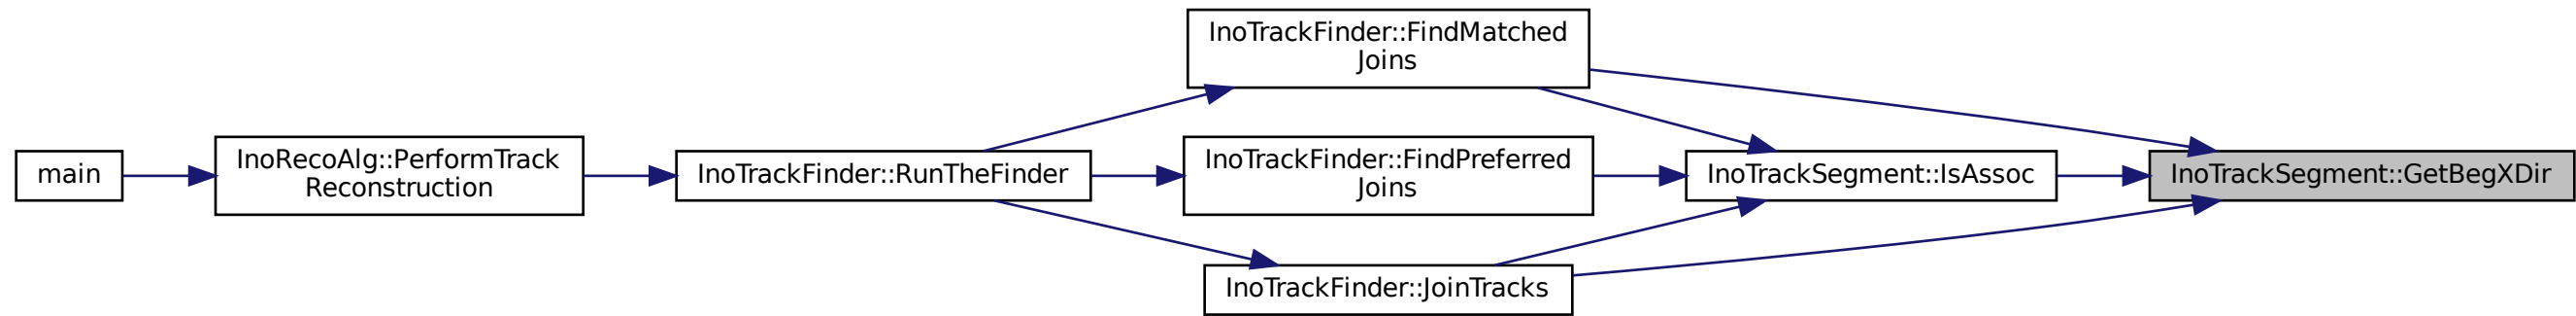 main
InoRecoAlg::PerformTrack
Reconstruction
InoTrackFinder::RunTheFinder
InoTrackFinder::FindMatched
Joins
InoTrackFinder::FindPreferred
Joins
InoTrackFinder::JoinTracks
InoTrackSegment::IsAssoc
InoTrackSegment::GetBegXDir